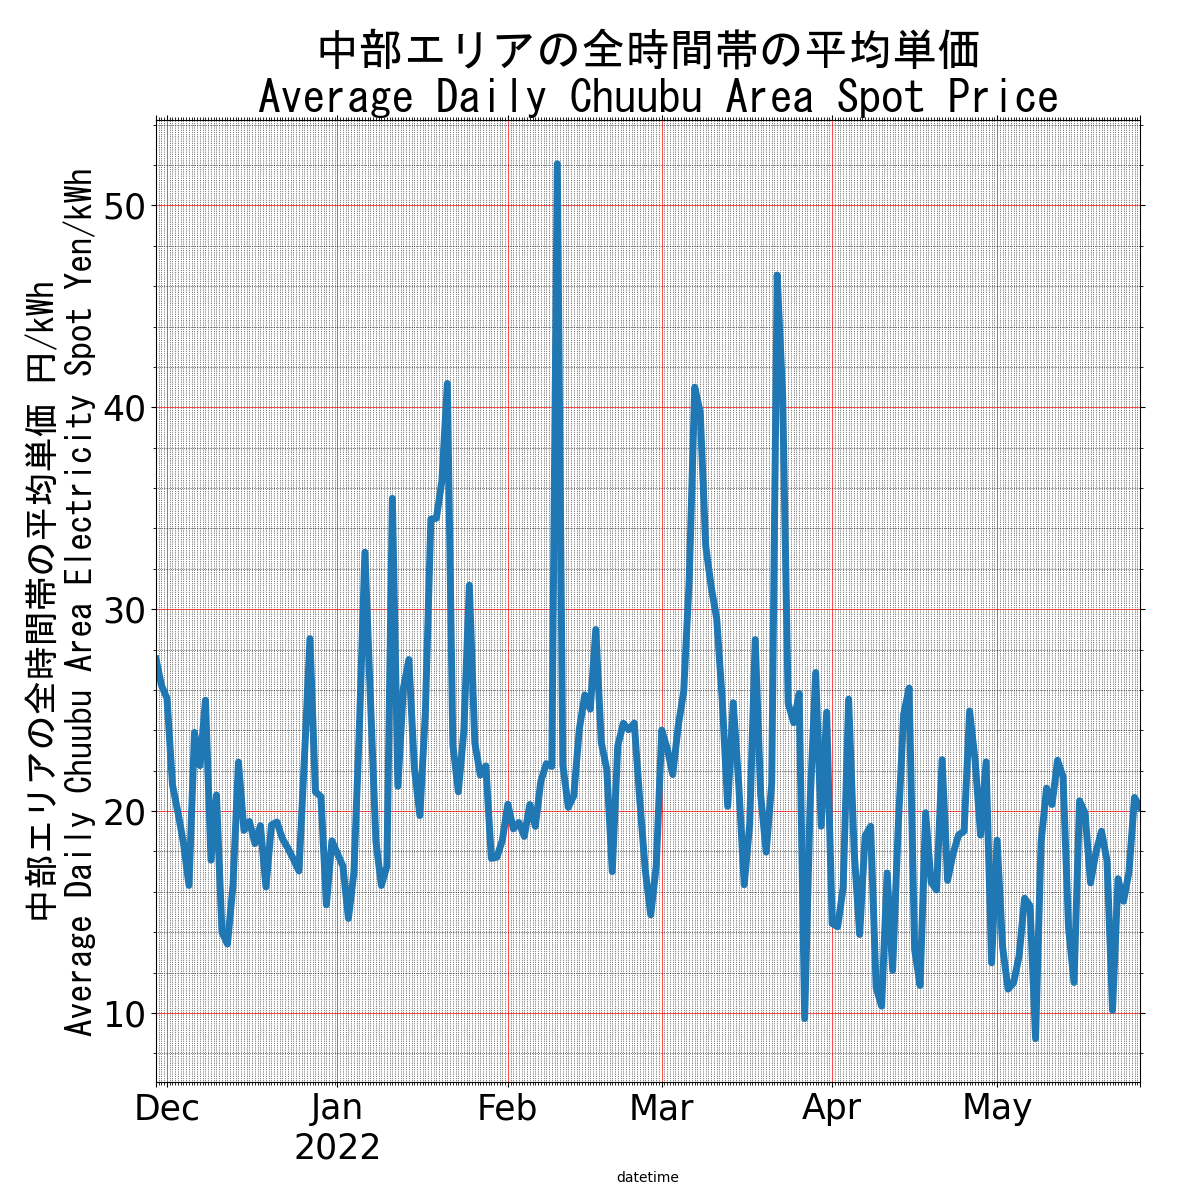 中部エリアの全時間帯の平均単価
Average Daily Chuubu Area Spot Price
中部エリアの全時間帯の平均単価 円/kWh
Average Daily Chuubu Area Electricity Spot Yen/kWh
50
40
30
20
10
Dec
Jan
Feb
Mar
Apr
May
2022
datetime